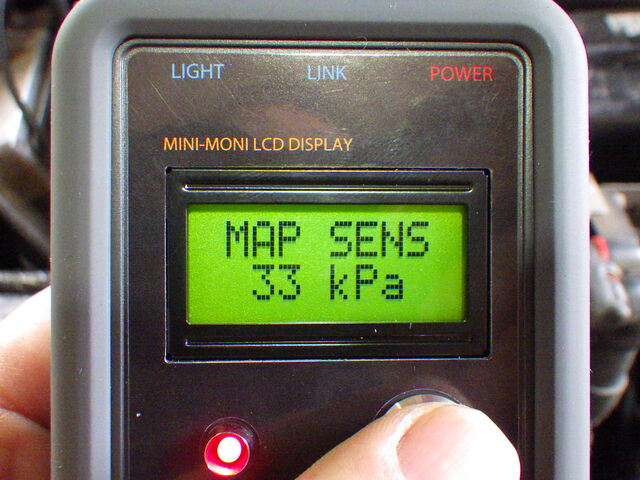 LIGHT LINK POWER
MINI-MONI LCD DISPLAY
MAP SENS
33 kPa